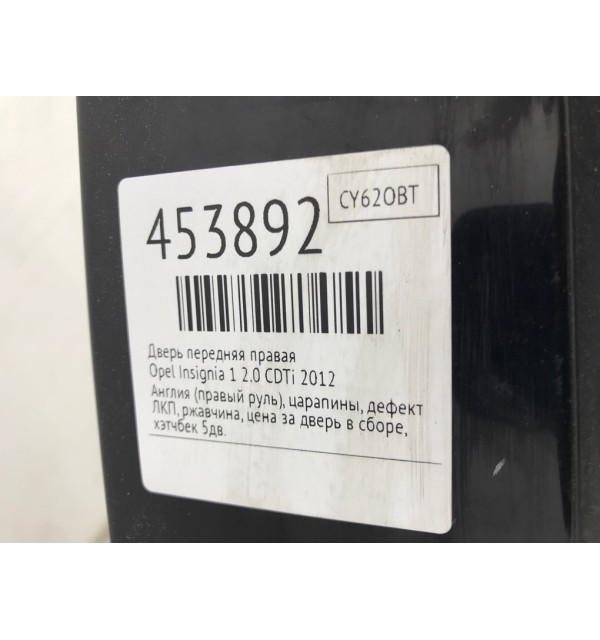 CY62OBT
453892
Дверь передняя правая
Opel Insignia 1 2.0 CDTi 2012
Англия (правый руль), царапины, дефект
ЛКП, ржавчина, цена за дверь в сборе,
хэтчбек 5дв.